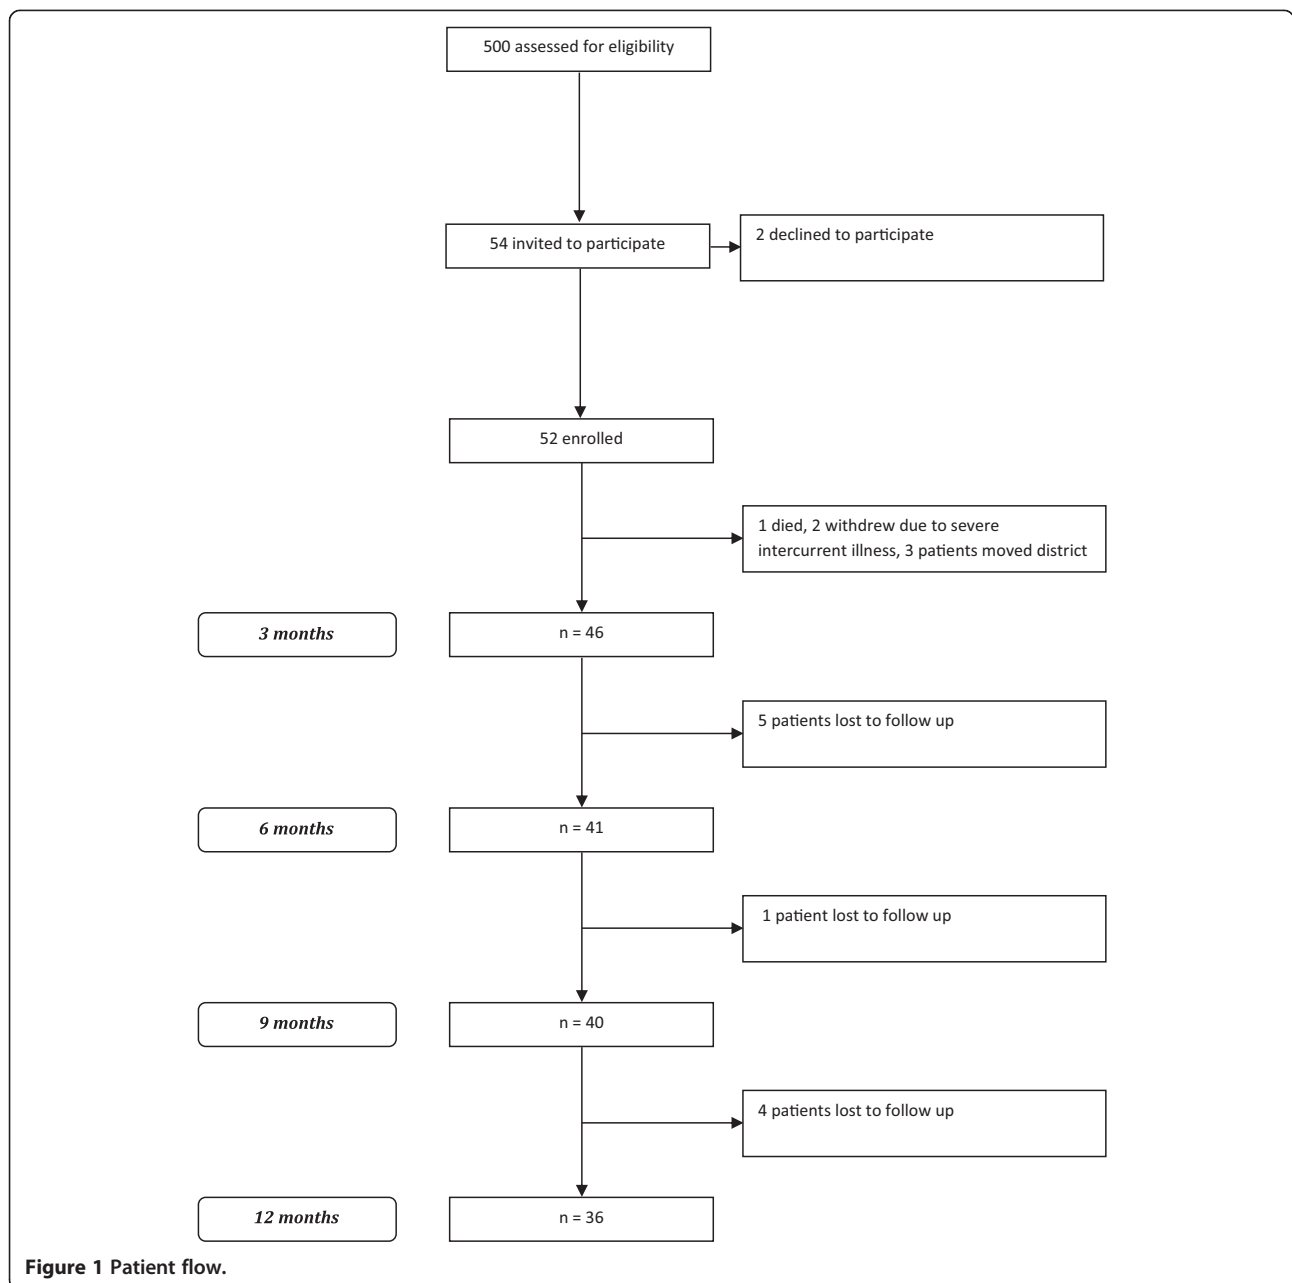 500 assessed for eligibility
54 invited to participate
2 declined to participate
52 enrolled
1 died, 2 withdrew due to severe
intercurrent illness, 3 patients moved district
3 months
n = 46
5 patients lost to follow up
6 months
n = 41
1 patient lost to follow up
9 months
n = 40
4 patients lost to follow up
12 months
n = 36
Figure 1 Patient flow.